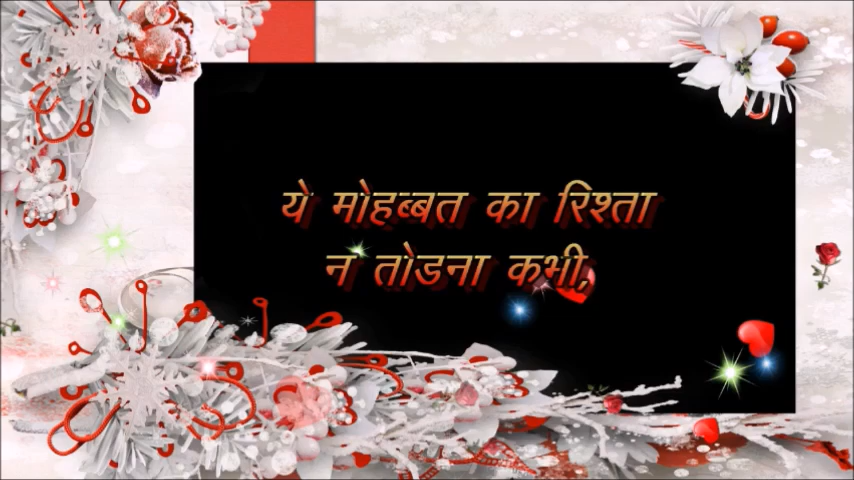 ये मोहब्बत का रिश्ता
न तोडना कभी,